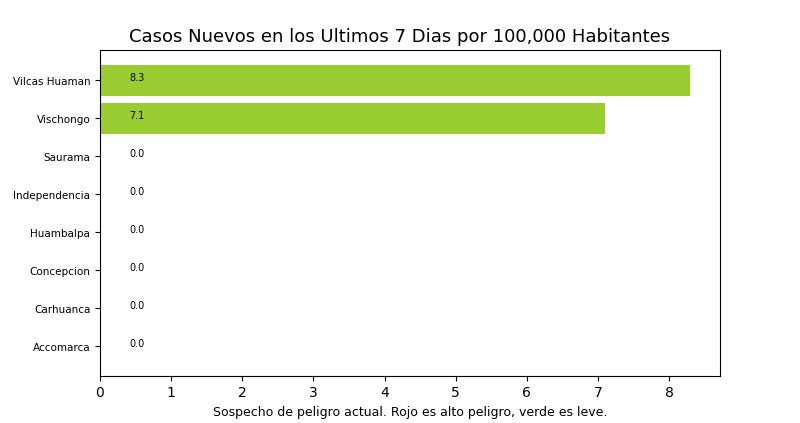 Casos Nuevos en los Ultimos 7 Dias por 100,000 Habitantes
Vilcas Huaman 8.3
Vischongo 7.1
Saurama 0.0
Independencia 0.0
Huambalpa 0.0
Concepcion 0.0
Carhuanca 0.0
Accomarca 0.0
0 1 2 3 4 5 6 7 8
Sospecho de peligro actual. Rojo es alto peligro, verde es leve.